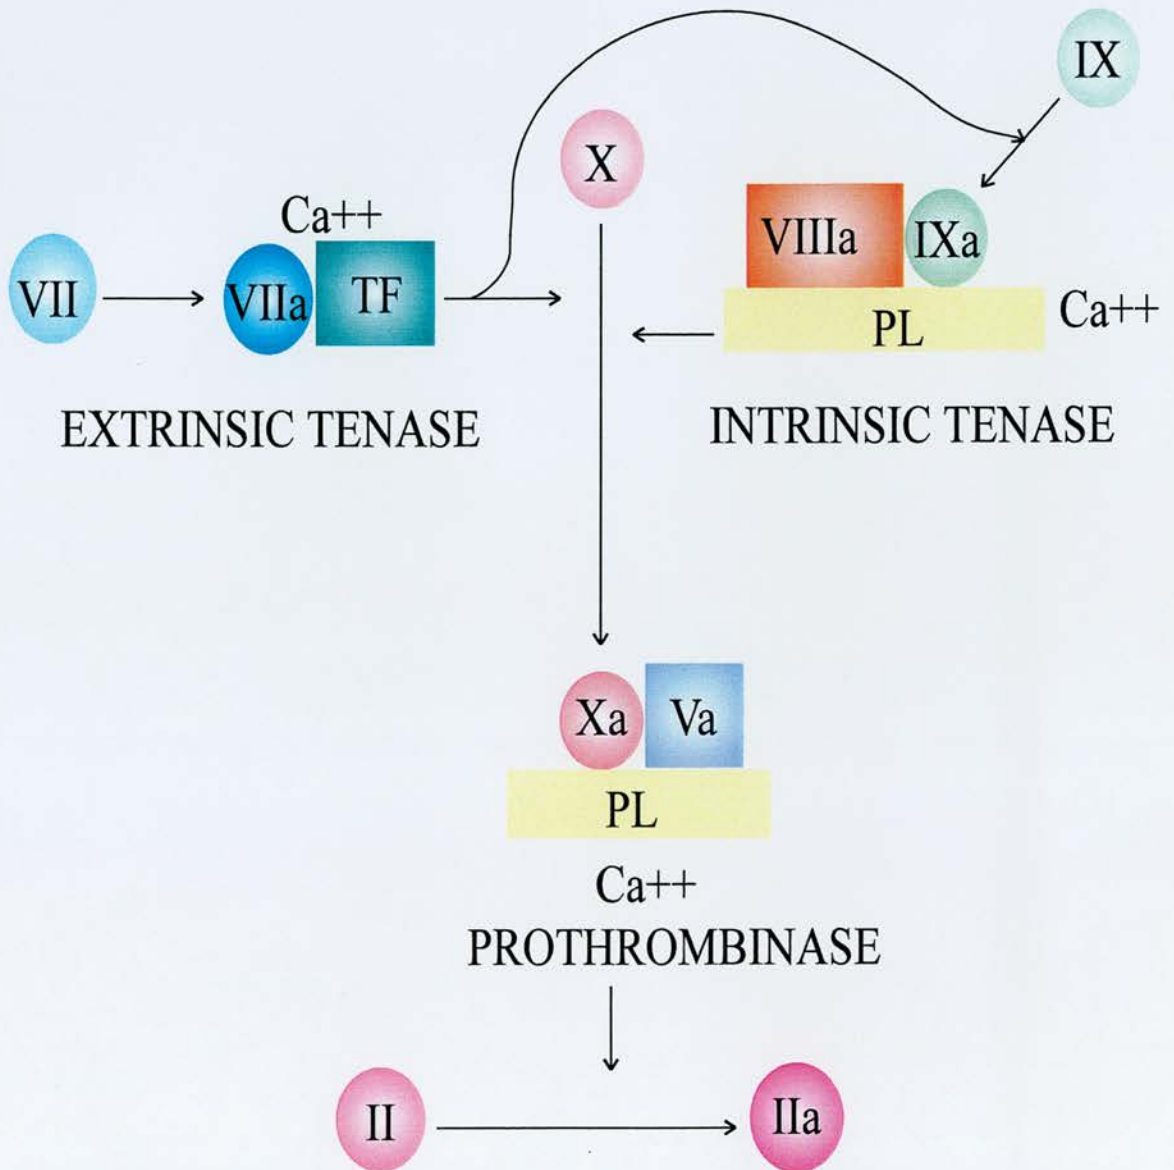 IX
X
Ca++
VIIIa
IXa
VII
VIIa
TF
PL
Ca++
EXTRINSIC TENASE
INTRINSIC TENASE
Xa
Va
PL
Ca++
PROTHROMBINASE
II
IIa